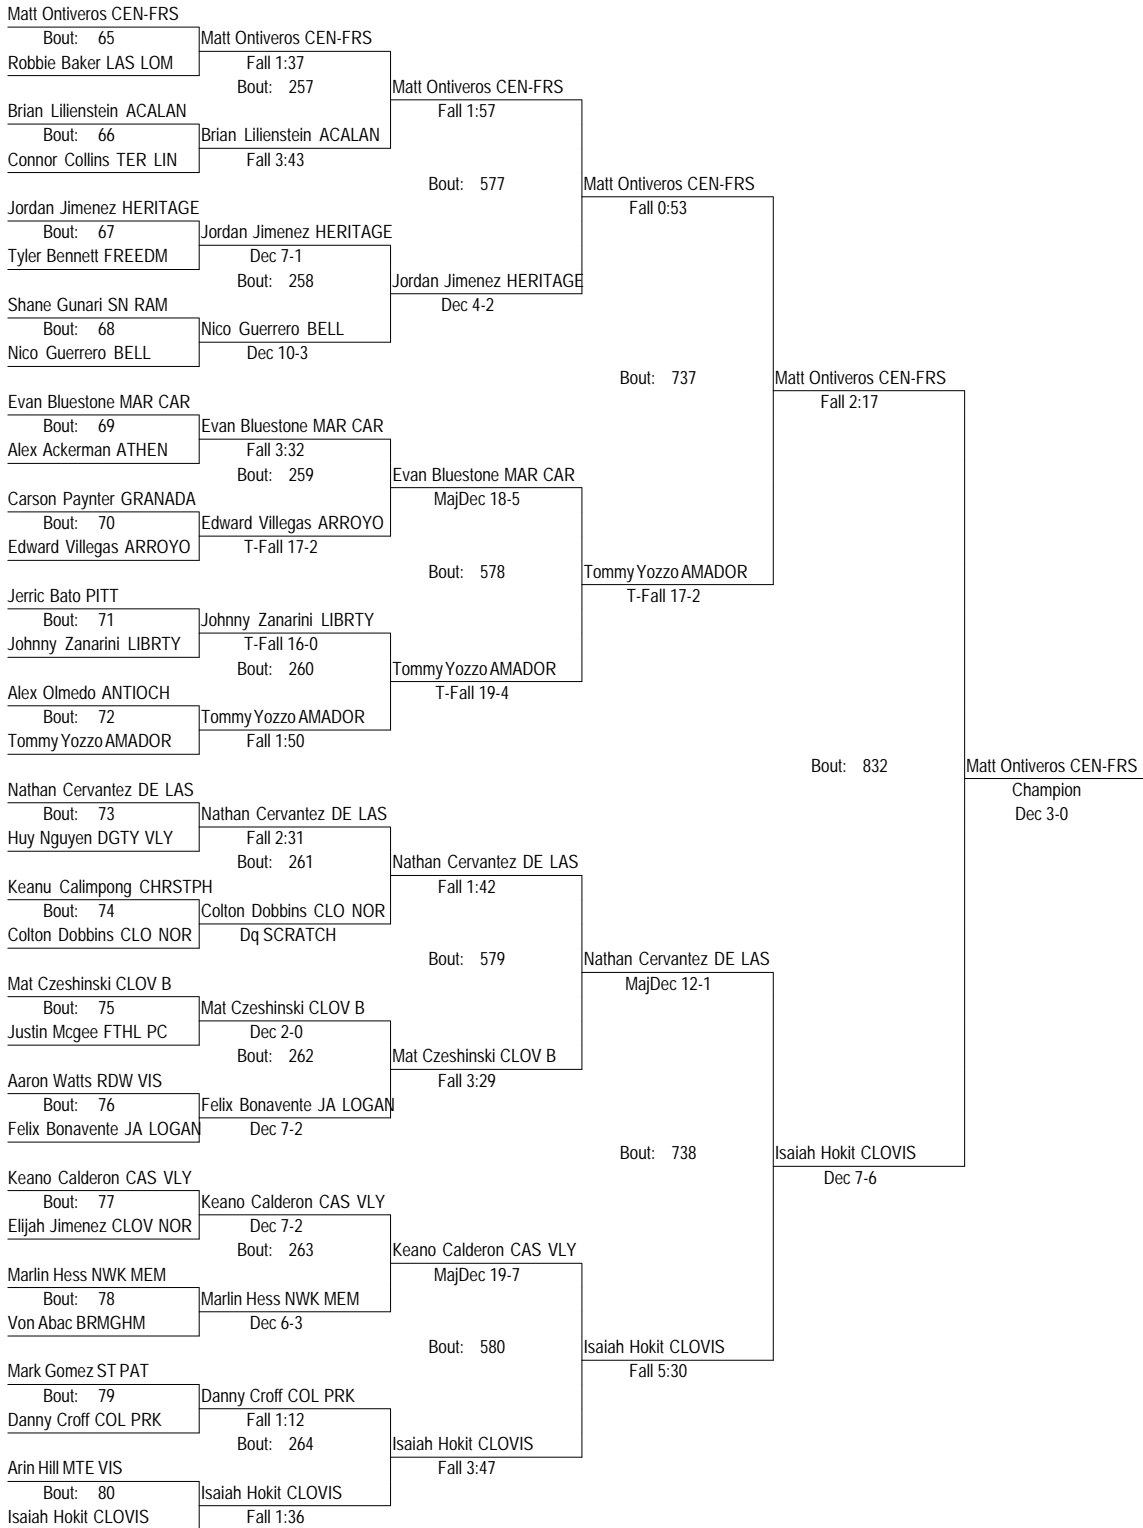 Matt Ontiveros CEN-FRS
Bout: 65
Matt Ontiveros CEN-FRS
Robbie Baker LAS LOM
Fall 1:37
Bout: 257
Matt Ontiveros CEN-FRS
Brian Lilienstein ACALAN
Fall 1:57
Bout: 66
Brian Lilienstein ACALAN
Connor Collins TER LIN
Fall 3:43
Bout: 577
Matt Ontiveros CEN-FRS
Jordan Jimenez HERITAGE
Fall 0:53
Bout: 67
Jordan Jimenez HERITAGE
Tyler Bennett FREEDM
Dec 7-1
Bout: 258
Jordan Jimenez HERITAGE
Shane Gunari SN RAM
Dec 4-2
Bout: 68
Nico Guerrero BELL
Nico Guerrero BELL
Dec 10-3
Bout: 737
Matt Ontiveros CEN-FRS
Evan Bluestone MAR CAR
Fall 2:17
Bout: 69
Evan Bluestone MAR CAR
Alex Ackerman ATHEN
Fall 3:32
Bout: 259
Evan Bluestone MAR CAR
Carson Paynter GRANADA
MajDec 18-5
Bout: 70
Edward Villegas ARROYO
Edward Villegas ARROYO
T-Fall 17-2
Bout: 578
Tommy Yozzo AMADOR
Jerric Bato PITT
T-Fall 17-2
Bout: 71
Johnny Zanarini LIBRTY
Johnny Zanarini LIBRTY
T-Fall 16-0
Bout: 260
Tommy Yozzo AMADOR
Alex Olmedo ANTIOCH
T-Fall 19-4
Bout: 72
Tommy Yozzo AMADOR
Tommy Yozzo AMADOR
Fall 1:50
Bout: 832
Matt Ontiveros CEN-FRS
Nathan Cervantez DE LAS
Champion
Bout: 73
Nathan Cervantez DE LAS
Dec 3-0
Huy Nguyen DGTY VLY
Fall 2:31
Bout: 261
Nathan Cervantez DE LAS
Keanu Calimpong CHRSTPH
Fall 1:42
Bout: 74
Colton Dobbins CLO NOR
Colton Dobbins CLO NOR
Dq SCRATCH
Bout: 579
Nathan Cervantez DE LAS
Mat Czeshinski CLOV B
MajDec 12-1
Bout: 75
Mat Czeshinski CLOV B
Justin Mcgee FTHL PC
Dec 2-0
Bout: 262
Mat Czeshinski CLOV B
Aaron Watts RDW VIS
Fall 3:29
Bout: 76
Felix Bonavente JA LOGAN
Felix Bonavente JA LOGAN
Dec 7-2
Bout: 738
Isaiah Hokit CLOVIS
Keano Calderon CAS VLY
Dec 7-6
Bout: 77
Keano Calderon CAS VLY
Elijah Jimenez CLOV NOR
Dec 7-2
Bout: 263
Keano Calderon CAS VLY
Marlin Hess NWK MEM
MajDec 19-7
Bout: 78
Marlin Hess NWK MEM
Von Abac BRMGHM
Dec 6-3
Bout: 580
Isaiah Hokit CLOVIS
Mark Gomez ST PAT
Fall 5:30
Bout: 79
Danny Croff COL PRK
Danny Croff COL PRK
Fall 1:12
Bout: 264
Isaiah Hokit CLOVIS
Arin Hill MTE VIS
Fall 3:47
Bout: 80
Isaiah Hokit CLOVIS
Isaiah Hokit CLOVIS
Fall 1:36